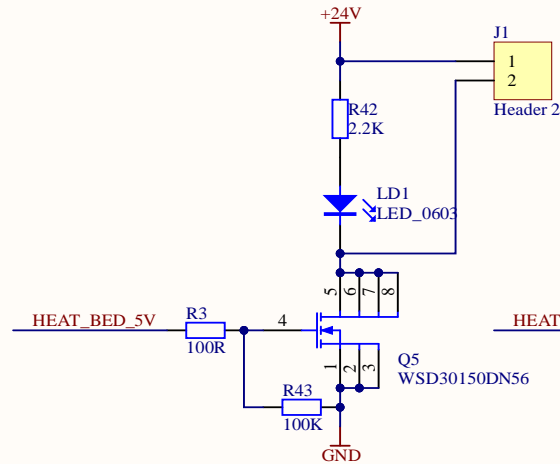 +24V
J1
1
2
Header 2
R42
2.2K
LD1
LED_0603
5
6
7
8
HEAT_BED_5V
R3
100R
4
HEAT
1
2
3
Q5
WSD30150DN56
R43
100K
GND